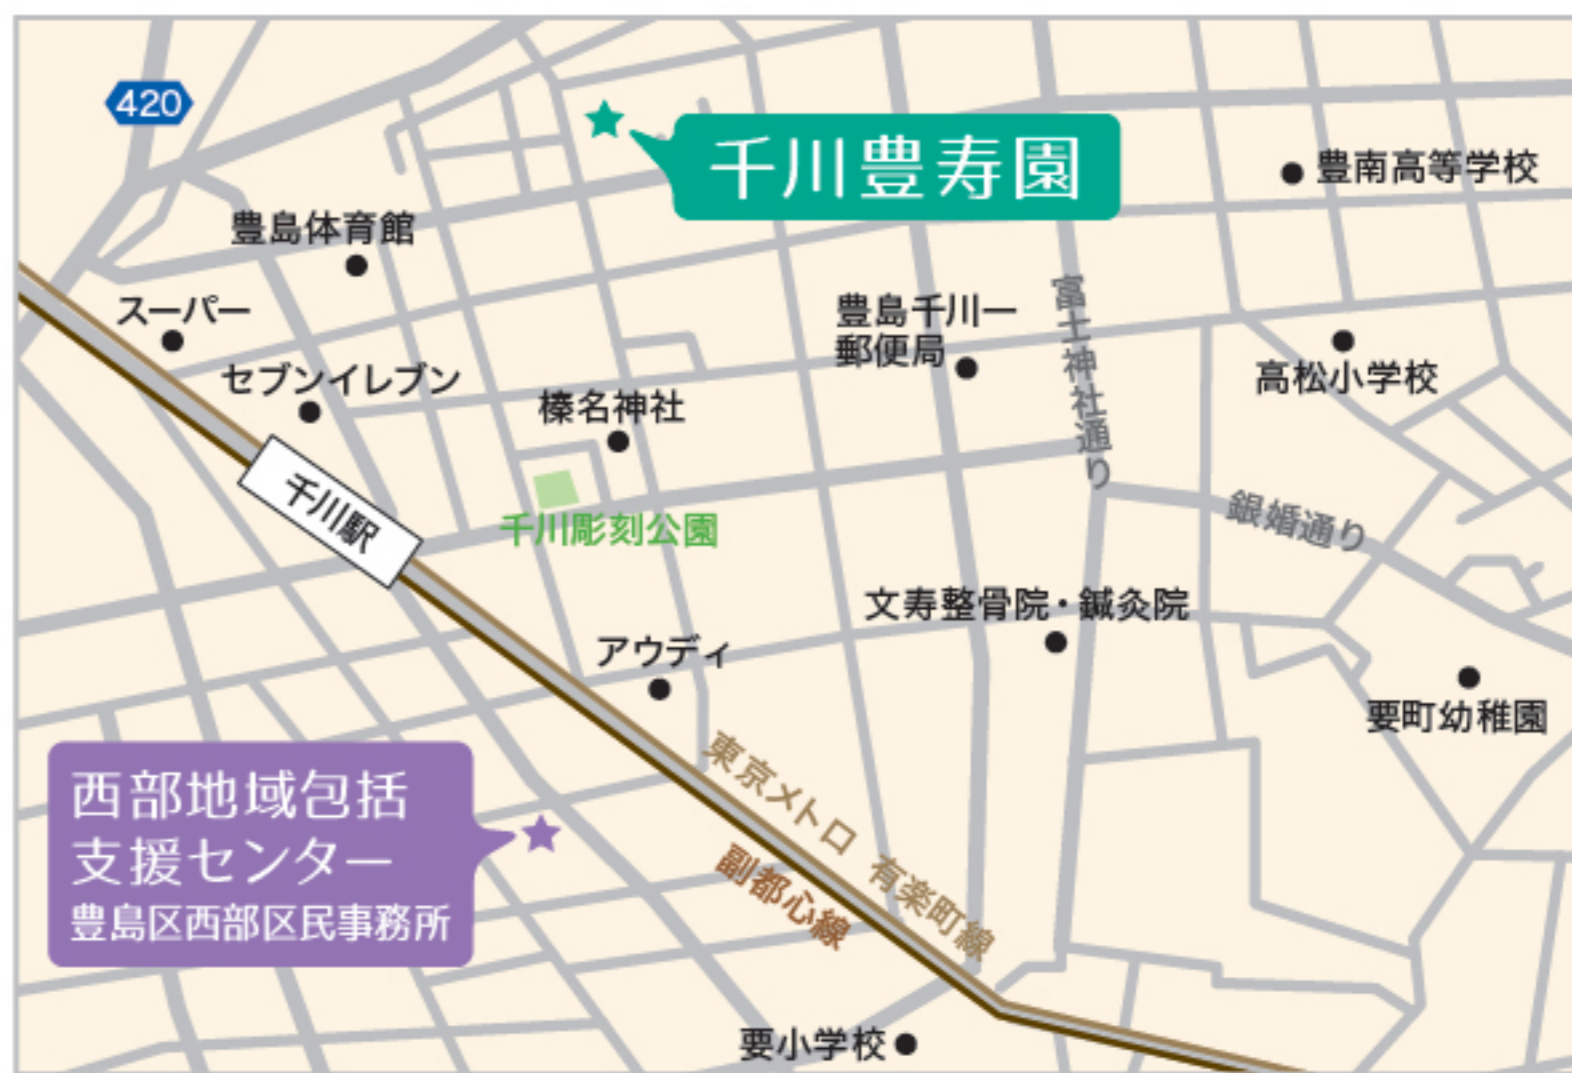 420
千川豊寿園
豊南高等学校
豊島体育館
スーパー
豊島千川一
郵便局
富士神社通り
高松小学校
セブンイレブン
榛名神社
千川駅
千川彫刻公園
銀婚通り
文寿整骨院・鍼灸院
アウディ
要町幼稚園
西部地域包括
支援センター
豊島区西部区民事務所
東京メトロ 有楽町線
副都心線
要小学校